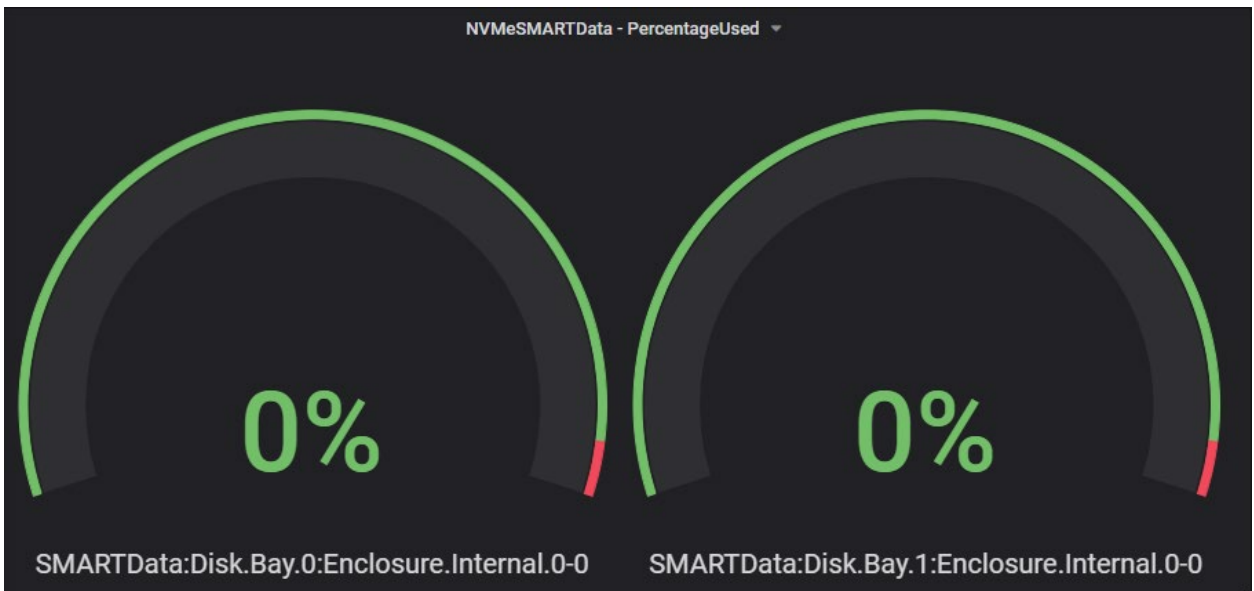 NVMeSMARTData - PercentageUsed
0%
0%
SMARTData:Disk.Bay.0:Enclosure.Internal.0-0
SMARTData:Disk.Bay.1:Enclosure.Internal.0-0